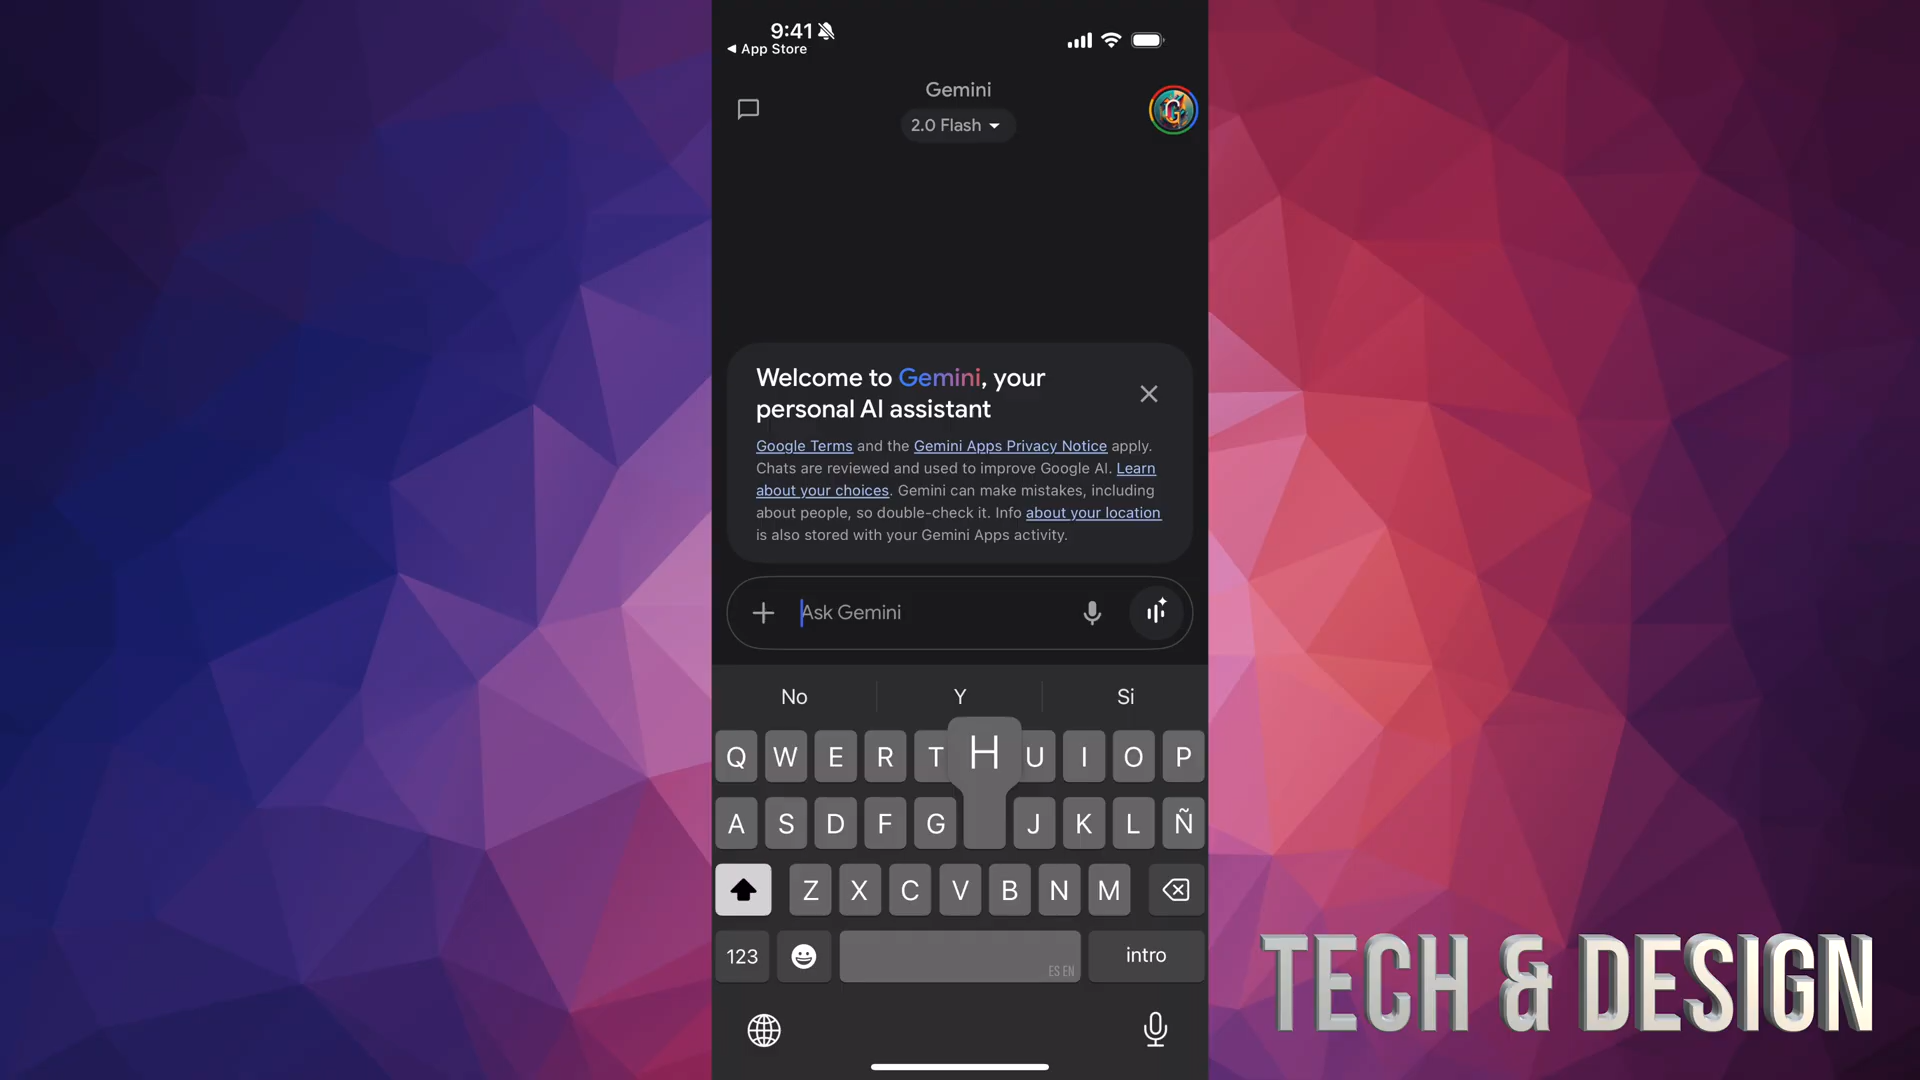 9:41
App Store
Gemini
2.0 Flash
G
Welcome to Gemini, your
personal AI assistant
Google Terms and the Gemini Apps Privacy Notice apply.
Chats are reviewed and used to improve Google AI. Learn
about your choices. Gemini can make mistakes, including
about people, so double-check it. Info about your location
is also stored with your Gemini Apps activity.
Ask Gemini
No Y Si
Q W E R T H U I O P
A S D F G J K L Ñ
Z X C V B N M
123 ES EN intro
TECH & DESIGN